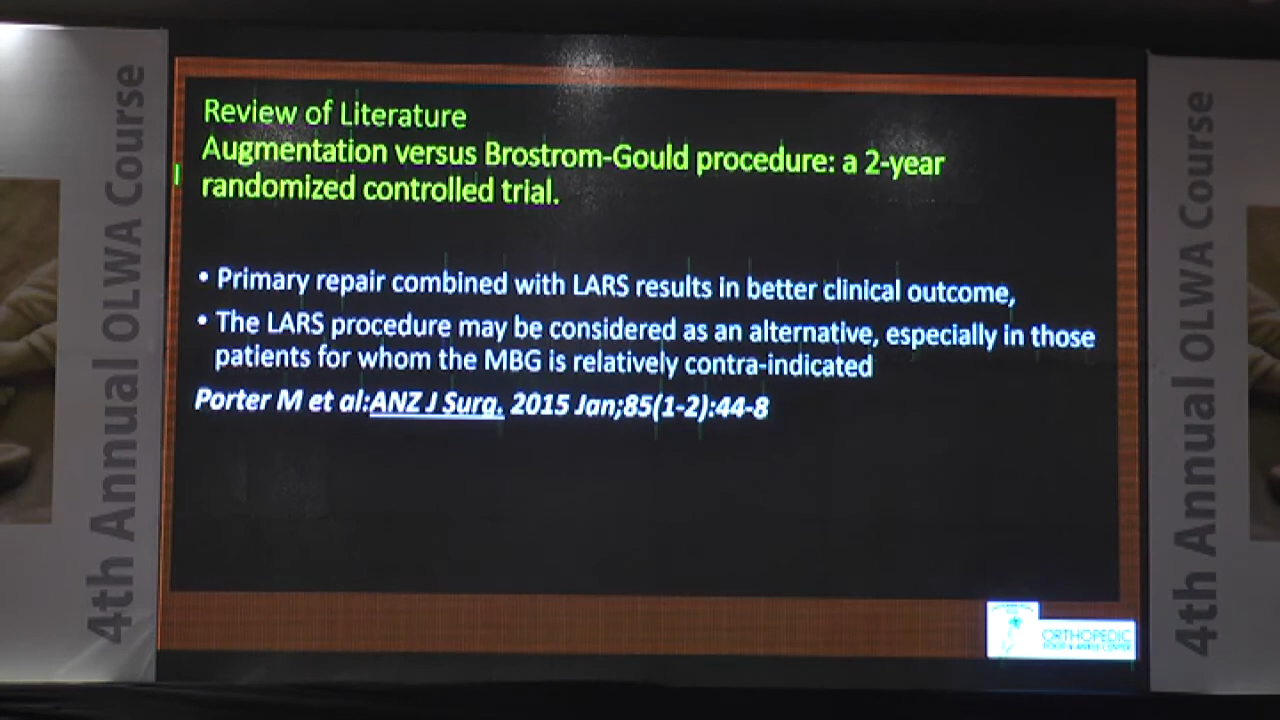 4th Annual OLWA Course
Review of Literature
Augmentation versus Brostrom-Gould procedure: a 2-year
randomized controlled trial.
• Primary repair combined with LARS results in better clinical outcome,
• The LARS procedure may be considered as an alternative, especially in those
patients for whom the MBG is relatively contra-indicated
Porter M et al:ANZ J Surg. 2015 Jan;85(1-2):44-8
ORTHOPEDIC
FOOT & ANKLE CENTER
4th Annual OLWA Course